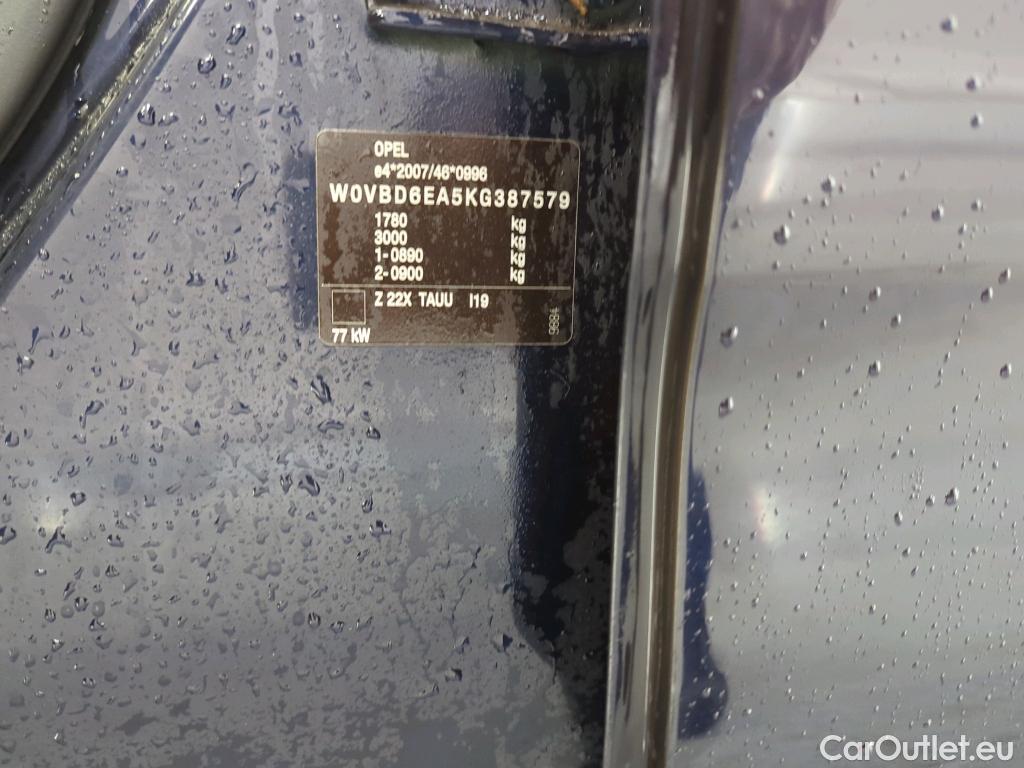 OPEL
e4*2007/46*0996
W0VBD6EA5KG387579
1780 kg
3000 kg
1-0890 kg
2-0900 kg
Z 22X TAUU I19
77 kW
9884
CarOutlet.eu